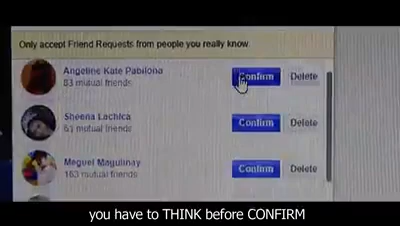 Only accept Friend Requests from people you really know
Angeline Kate Pabilona
53 mutual friends
Confirm
Delete
Sheena Lachica
51 mutual friends
Confirm
Delete
Meguel Magulinay
163 mutual friends
Confirm
Delete
you have to THINK before CONFIRM